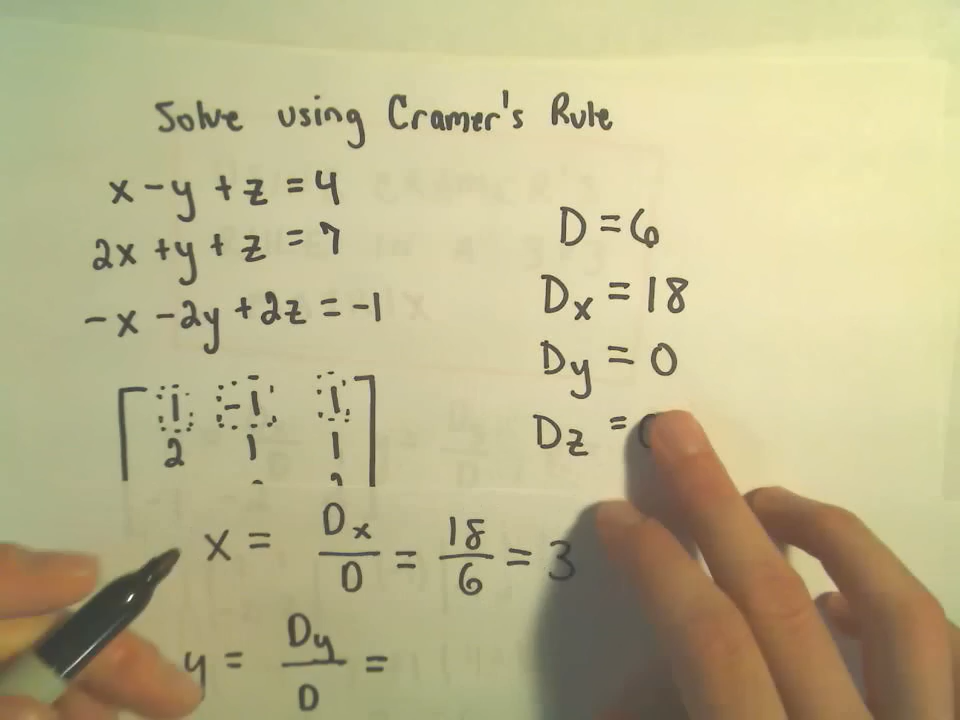 Solve using Cramer's Rule
x - y + z = 4
2x + y + z = 7
-x - 2y + 2z = -1
D = 6
Dx = 18
Dy = 0
Dz =
1 -1 1
2 1 1
x = Dx/D = 18/6 = 3
y = Dy/D =